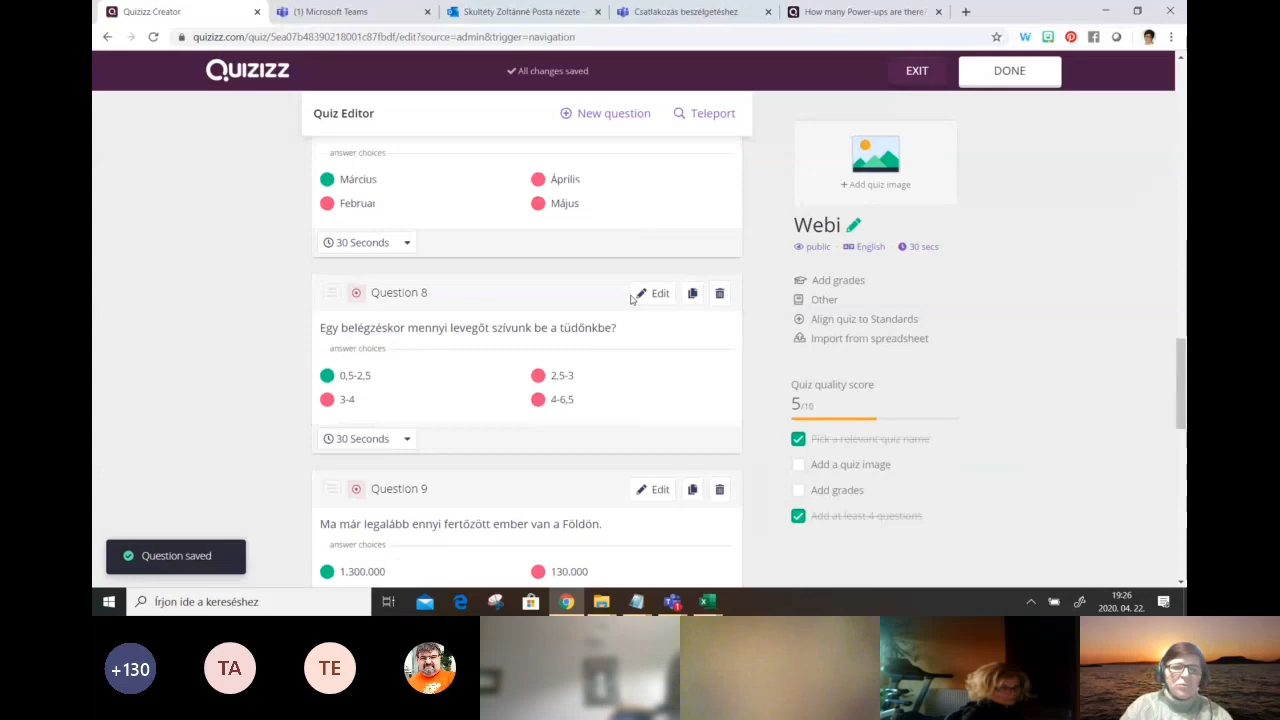 Quizizz Creator
(1) Microsoft Teams
Skultéty Zoltánné Posta nézete -
Csatlakozás beszélgetéshez
How many Power-ups are there
quizizz.com/quiz/5ea07b48390218001c87fbdf/edit?source=admin&trigger=navigation
QUIZIZZ
All changes saved
EXIT
DONE
Quiz Editor
New question
Teleport
answer choices
Március
Április
Február
Május
30 Seconds
Question 8
Edit
Egy belégzéskor mennyi levegőt szívunk be a tüdőnkbe?
answer choices
0,5-2,5
2,5-3
3-4
4-6,5
30 Seconds
Question 9
Edit
Ma már legalább ennyi fertőzött ember van a Földön.
answer choices
1.300.000
130.000
+ Add quiz image
Webi
public · English · 30 secs
Add grades
Other
Align quiz to Standards
Import from spreadsheet
Quiz quality score
5/10
Pick a relevant quiz name
Add a quiz image
Add grades
Add at least 4 questions
Question saved
Írjon ide a kereséshez
19:26
2020. 04. 22.
+130
TA
TE